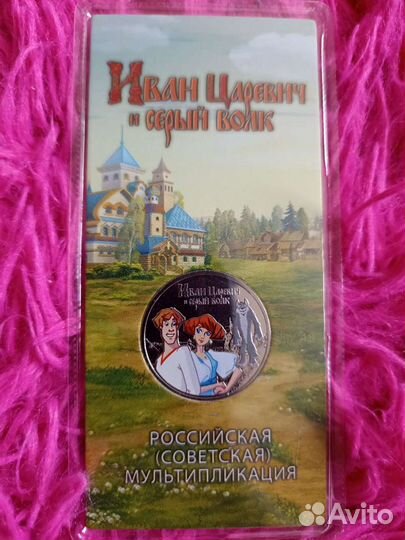 Иван Царевич
и серый волк
Иван Царевич
и серый волк
РОССИЙСКАЯ
(СОВЕТСКАЯ)
МУЛЬТИПЛИКАЦИЯ
Avito